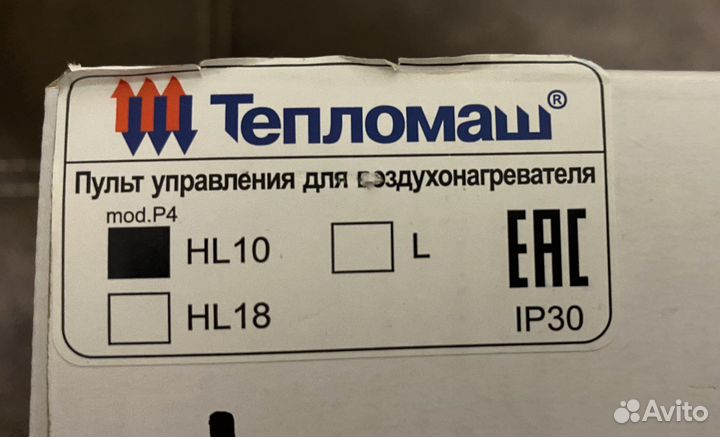 Тепломаш®
Пульт управления для воздухонагревателя
mod.P4
HL10 L
HL18
EAC
IP30
Avito